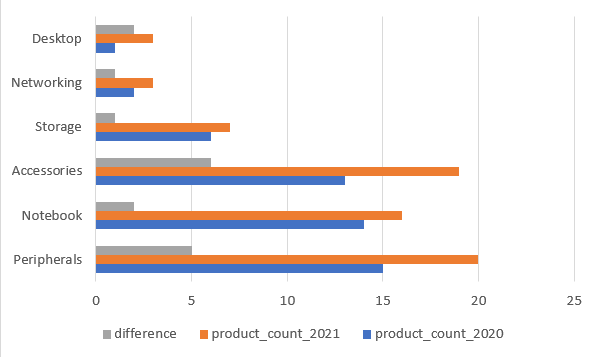 Desktop
Networking
Storage
Accessories
Notebook
Peripherals
0 5 10 15 20 25
difference product_count_2021 product_count_2020